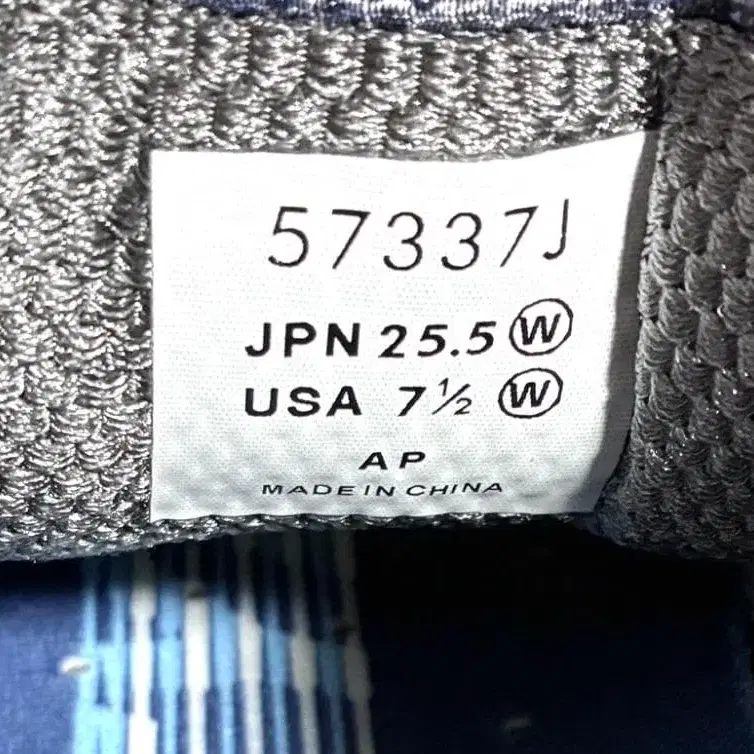 57337J
JPN 25.5 Ⓦ
USA 7½ Ⓦ
AP
MADE IN CHINA